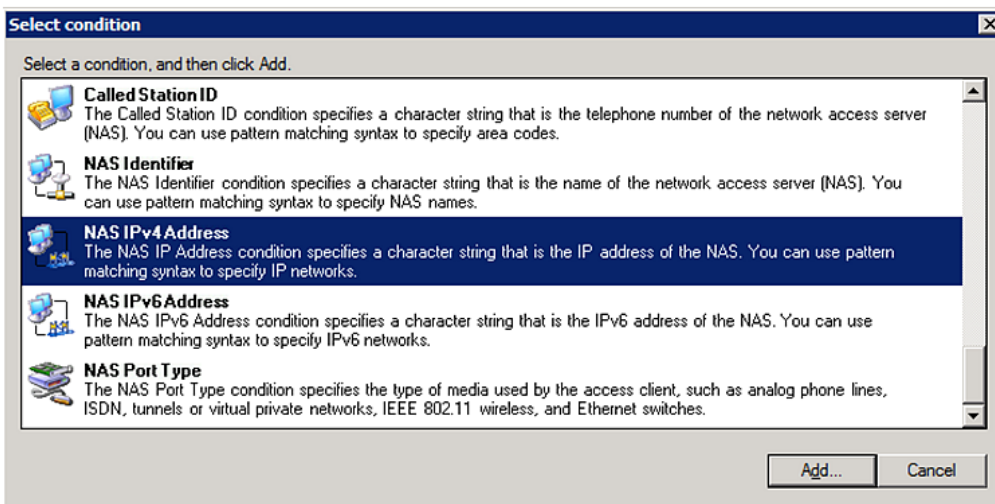 Select condition
Select a condition, and then click Add.
Called Station ID
The Called Station ID condition specifies a character string that is the telephone number of the network access server
(NAS). You can use pattern matching syntax to specify area codes.
NAS Identifier
The NAS Identifier condition specifies a character string that is the name of the network access server (NAS). You
can use pattern matching syntax to specify NAS names.
NAS IPv4 Address
The NAS IP Address condition specifies a character string that is the IP address of the NAS. You can use pattern
matching syntax to specify IP networks.
NAS IPv6 Address
The NAS IPv6 Address condition specifies a character string that is the IPv6 address of the NAS. You can use
pattern matching syntax to specify IPv6 networks.
NAS Port Type
The NAS Port Type condition specifies the type of media used by the access client, such as analog phone lines,
ISDN, tunnels or virtual private networks, IEEE 802.11 wireless, and Ethernet switches.
Add... Cancel